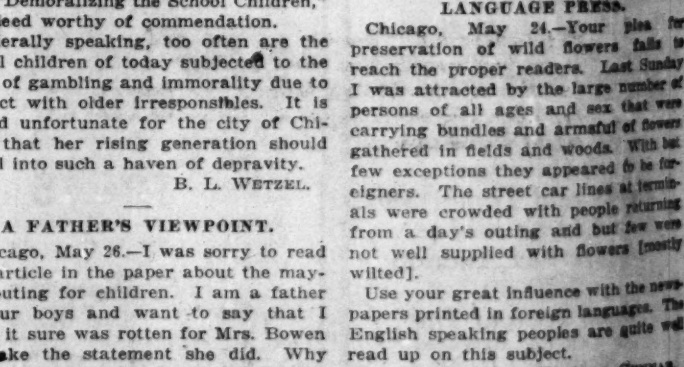 Demoralizing the School Children,"
deed worthy of commendation.
erally speaking, too often are the
l children of today subjected to the
of gambling and immorality due to
ct with older irresponsibles. It is
d unfortunate for the city of Chi-
that her rising generation should
l into such a haven of depravity.
B. L. WETZEL.
A FATHER'S VIEWPOINT.
cago, May 26.—I was sorry to read
article in the paper about the may-
outing for children. I am a father
ur boys and want to say that I
it sure was rotten for Mrs. Bowen
ake the statement she did. Why
LANGUAGE PRESS.
Chicago, May 24.—Your plea for
preservation of wild flowers fails to
reach the proper readers. Last Sunday
I was attracted by the large number of
persons of all ages and sex that were
carrying bundles and armsful of flowers
gathered in fields and woods. With but
few exceptions they appeared to be for-
eigners. The street car lines at termin-
als were crowded with people returning
from a day's outing and but few were
not well supplied with flowers [mostly
wilted].
Use your great influence with the news-
papers printed in foreign languages. The
English speaking peoples are quite well
read up on this subject.